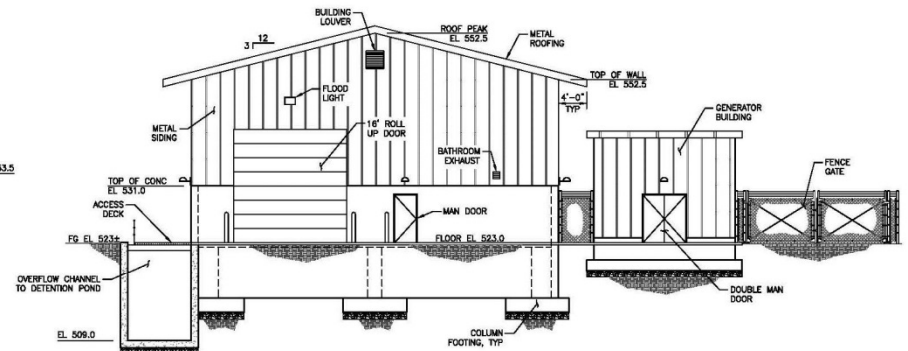 BUILDING
LOUVER
ROOF PEAK
EL 552.5
METAL
ROOFING
12
3
TOP OF WALL
EL 552.5
FLOOD
LIGHT
4'-0"
TYP
GENERATOR
BUILDING
METAL
SIDING
16' ROLL
UP DOOR
BATHROOM
EXHAUST
FENCE
GATE
53.5
TOP OF CONC
EL 531.0
ACCESS
DECK
MAN DOOR
FG EL 523±
FLOOR EL 523.0
OVERFLOW CHANNEL
TO DETENTION POND
DOUBLE MAN
DOOR
EL 509.0
COLUMN
FOOTING, TYP